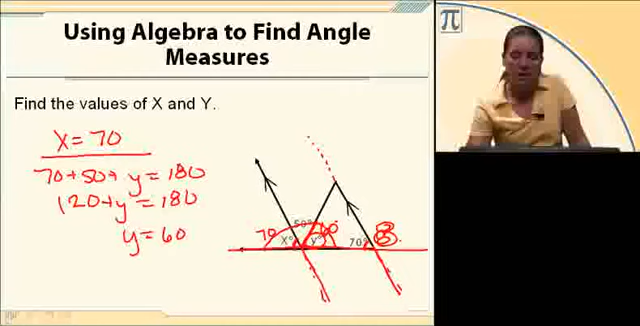 Using Algebra to Find Angle
Measures
π
Find the values of X and Y.
x = 70
70+50+ y = 180
120+y = 180
y = 60
50°
70
x°
y°
70°